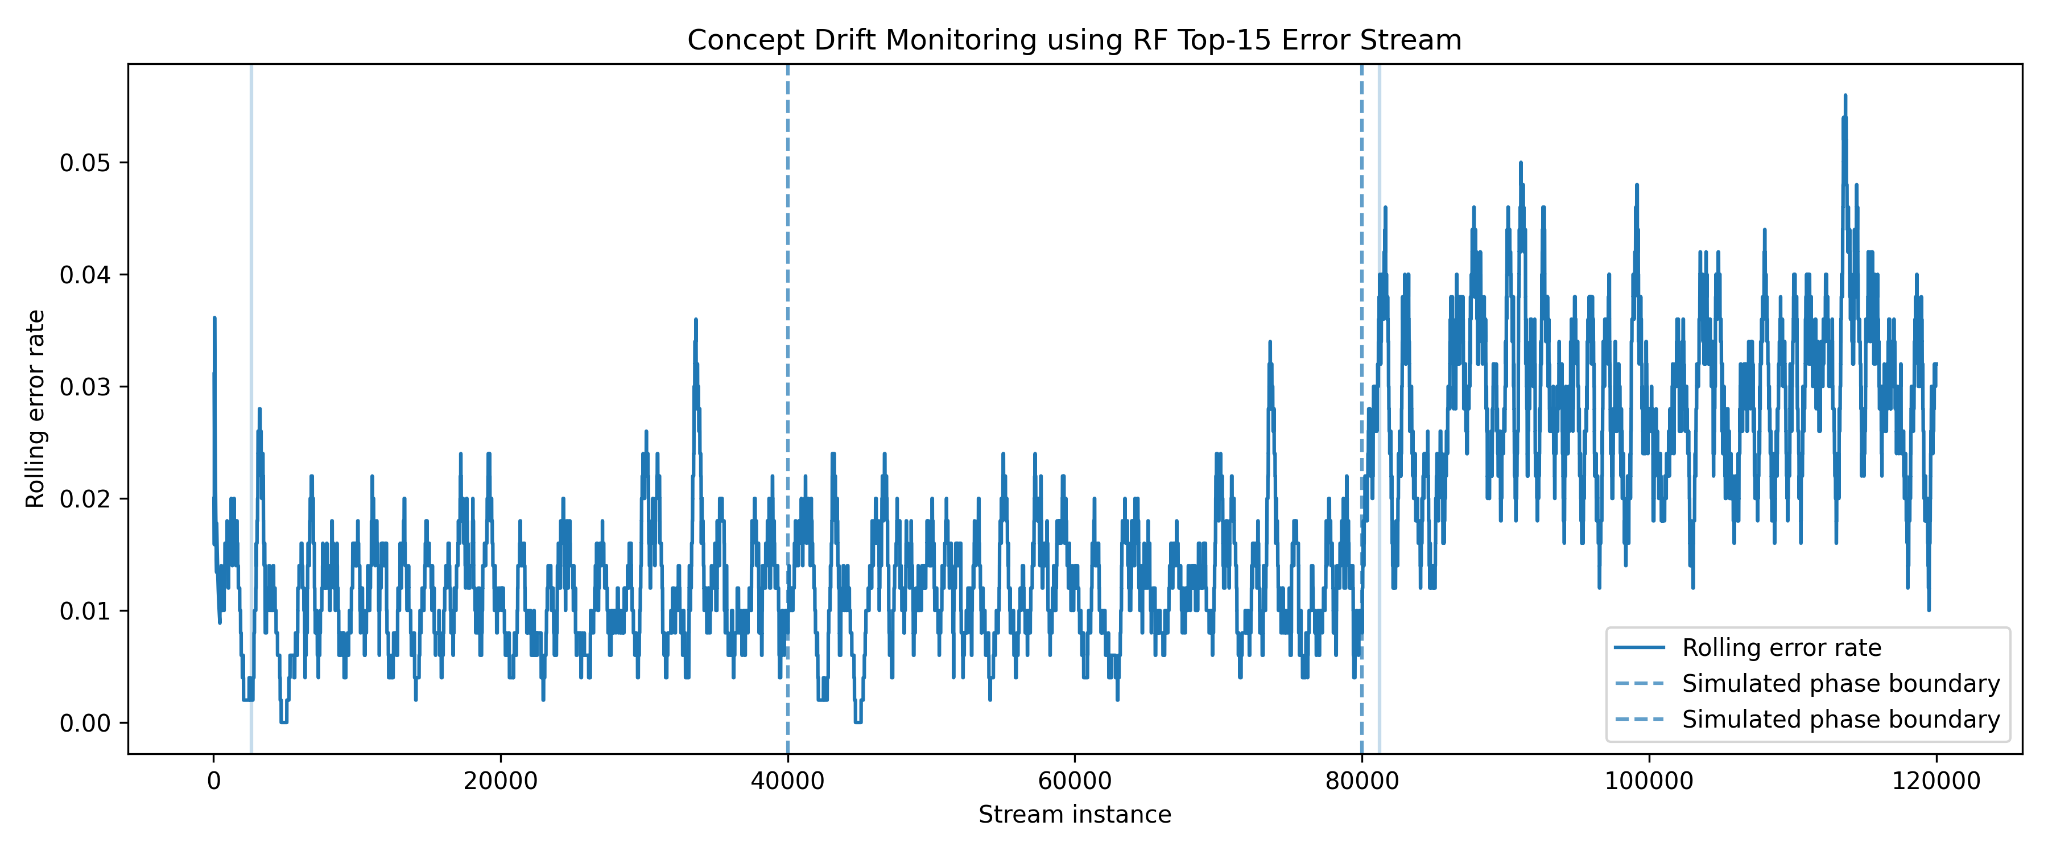 Concept Drift Monitoring using RF Top-15 Error Stream
Rolling error rate
0.05
0.04
0.03
0.02
0.01
0.00
0 20000 40000 60000 80000 100000 120000
Stream instance
Rolling error rate
Simulated phase boundary
Simulated phase boundary